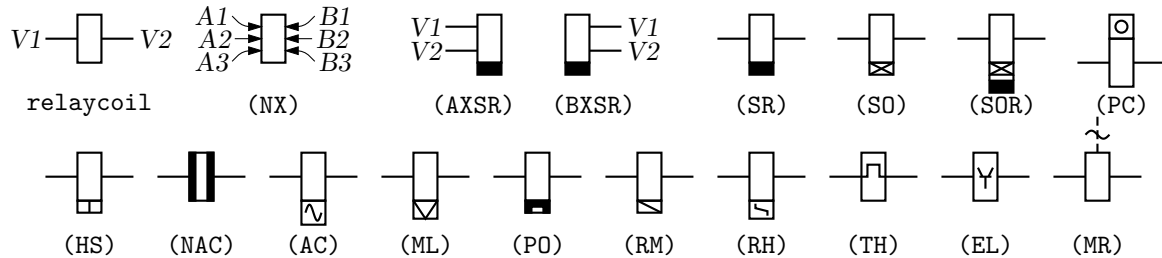 A1 B1 V1 V1
V1 V2 A2 B2 V2 V2
A3 B3
relaycoil (NX) (AXSR) (BXSR) (SR) (SO) (SOR) (PC)
(HS) (NAC) (AC) (ML) (PO) (RM) (RH) (TH) (EL) (MR)